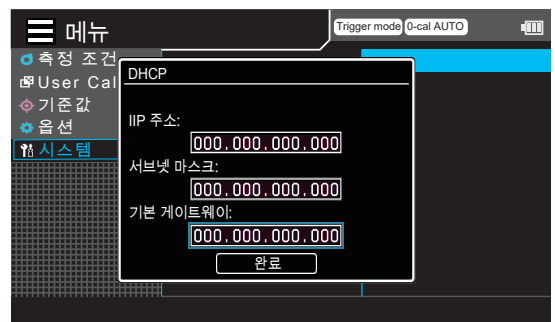 메뉴
Trigger mode 0-cal AUTO
측정 조건
User Cal
기준값
옵션
시스템
DHCP
IIP 주소:
000.000.000.000
서브넷 마스크:
000.000.000.000
기본 게이트웨이:
000.000.000.000
완료